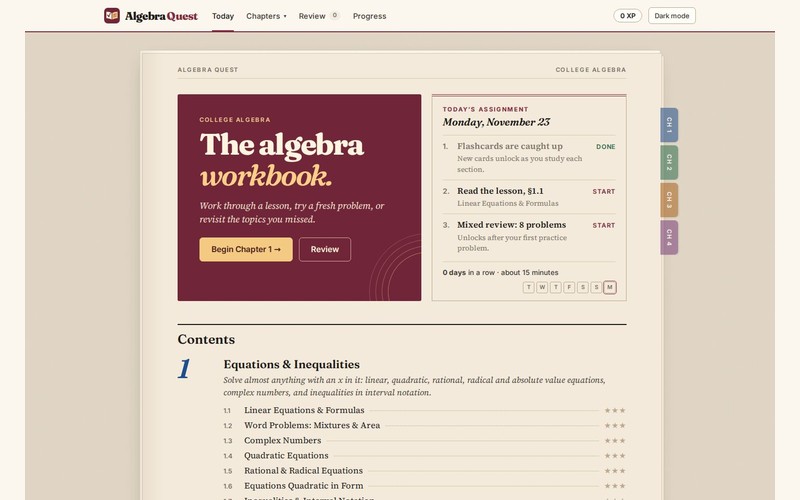 Algebra Quest Today Chapters ▾ Review 0 Progress 0 XP Dark mode
ALGEBRA QUEST COLLEGE ALGEBRA
COLLEGE ALGEBRA
The algebra
workbook.
Work through a lesson, try a fresh problem, or
revisit the topics you missed.
Begin Chapter 1 → Review
TODAY'S ASSIGNMENT
Monday, November 23
1. Flashcards are caught up DONE
New cards unlock as you study each
section.
2. Read the lesson, §1.1 START
Linear Equations & Formulas
3. Mixed review: 8 problems START
Unlocks after your first practice
problem.
0 days in a row · about 15 minutes
T W T F S S M
CH 1
CH 2
CH 3
CH 4
Contents
1 Equations & Inequalities
Solve almost anything with an x in it: linear, quadratic, rational, radical and absolute value equations,
complex numbers, and inequalities in interval notation.
1.1 Linear Equations & Formulas ★★★
1.2 Word Problems: Mixtures & Area ★★★
1.3 Complex Numbers ★★★
1.4 Quadratic Equations ★★★
1.5 Rational & Radical Equations ★★★
1.6 Equations Quadratic in Form ★★★